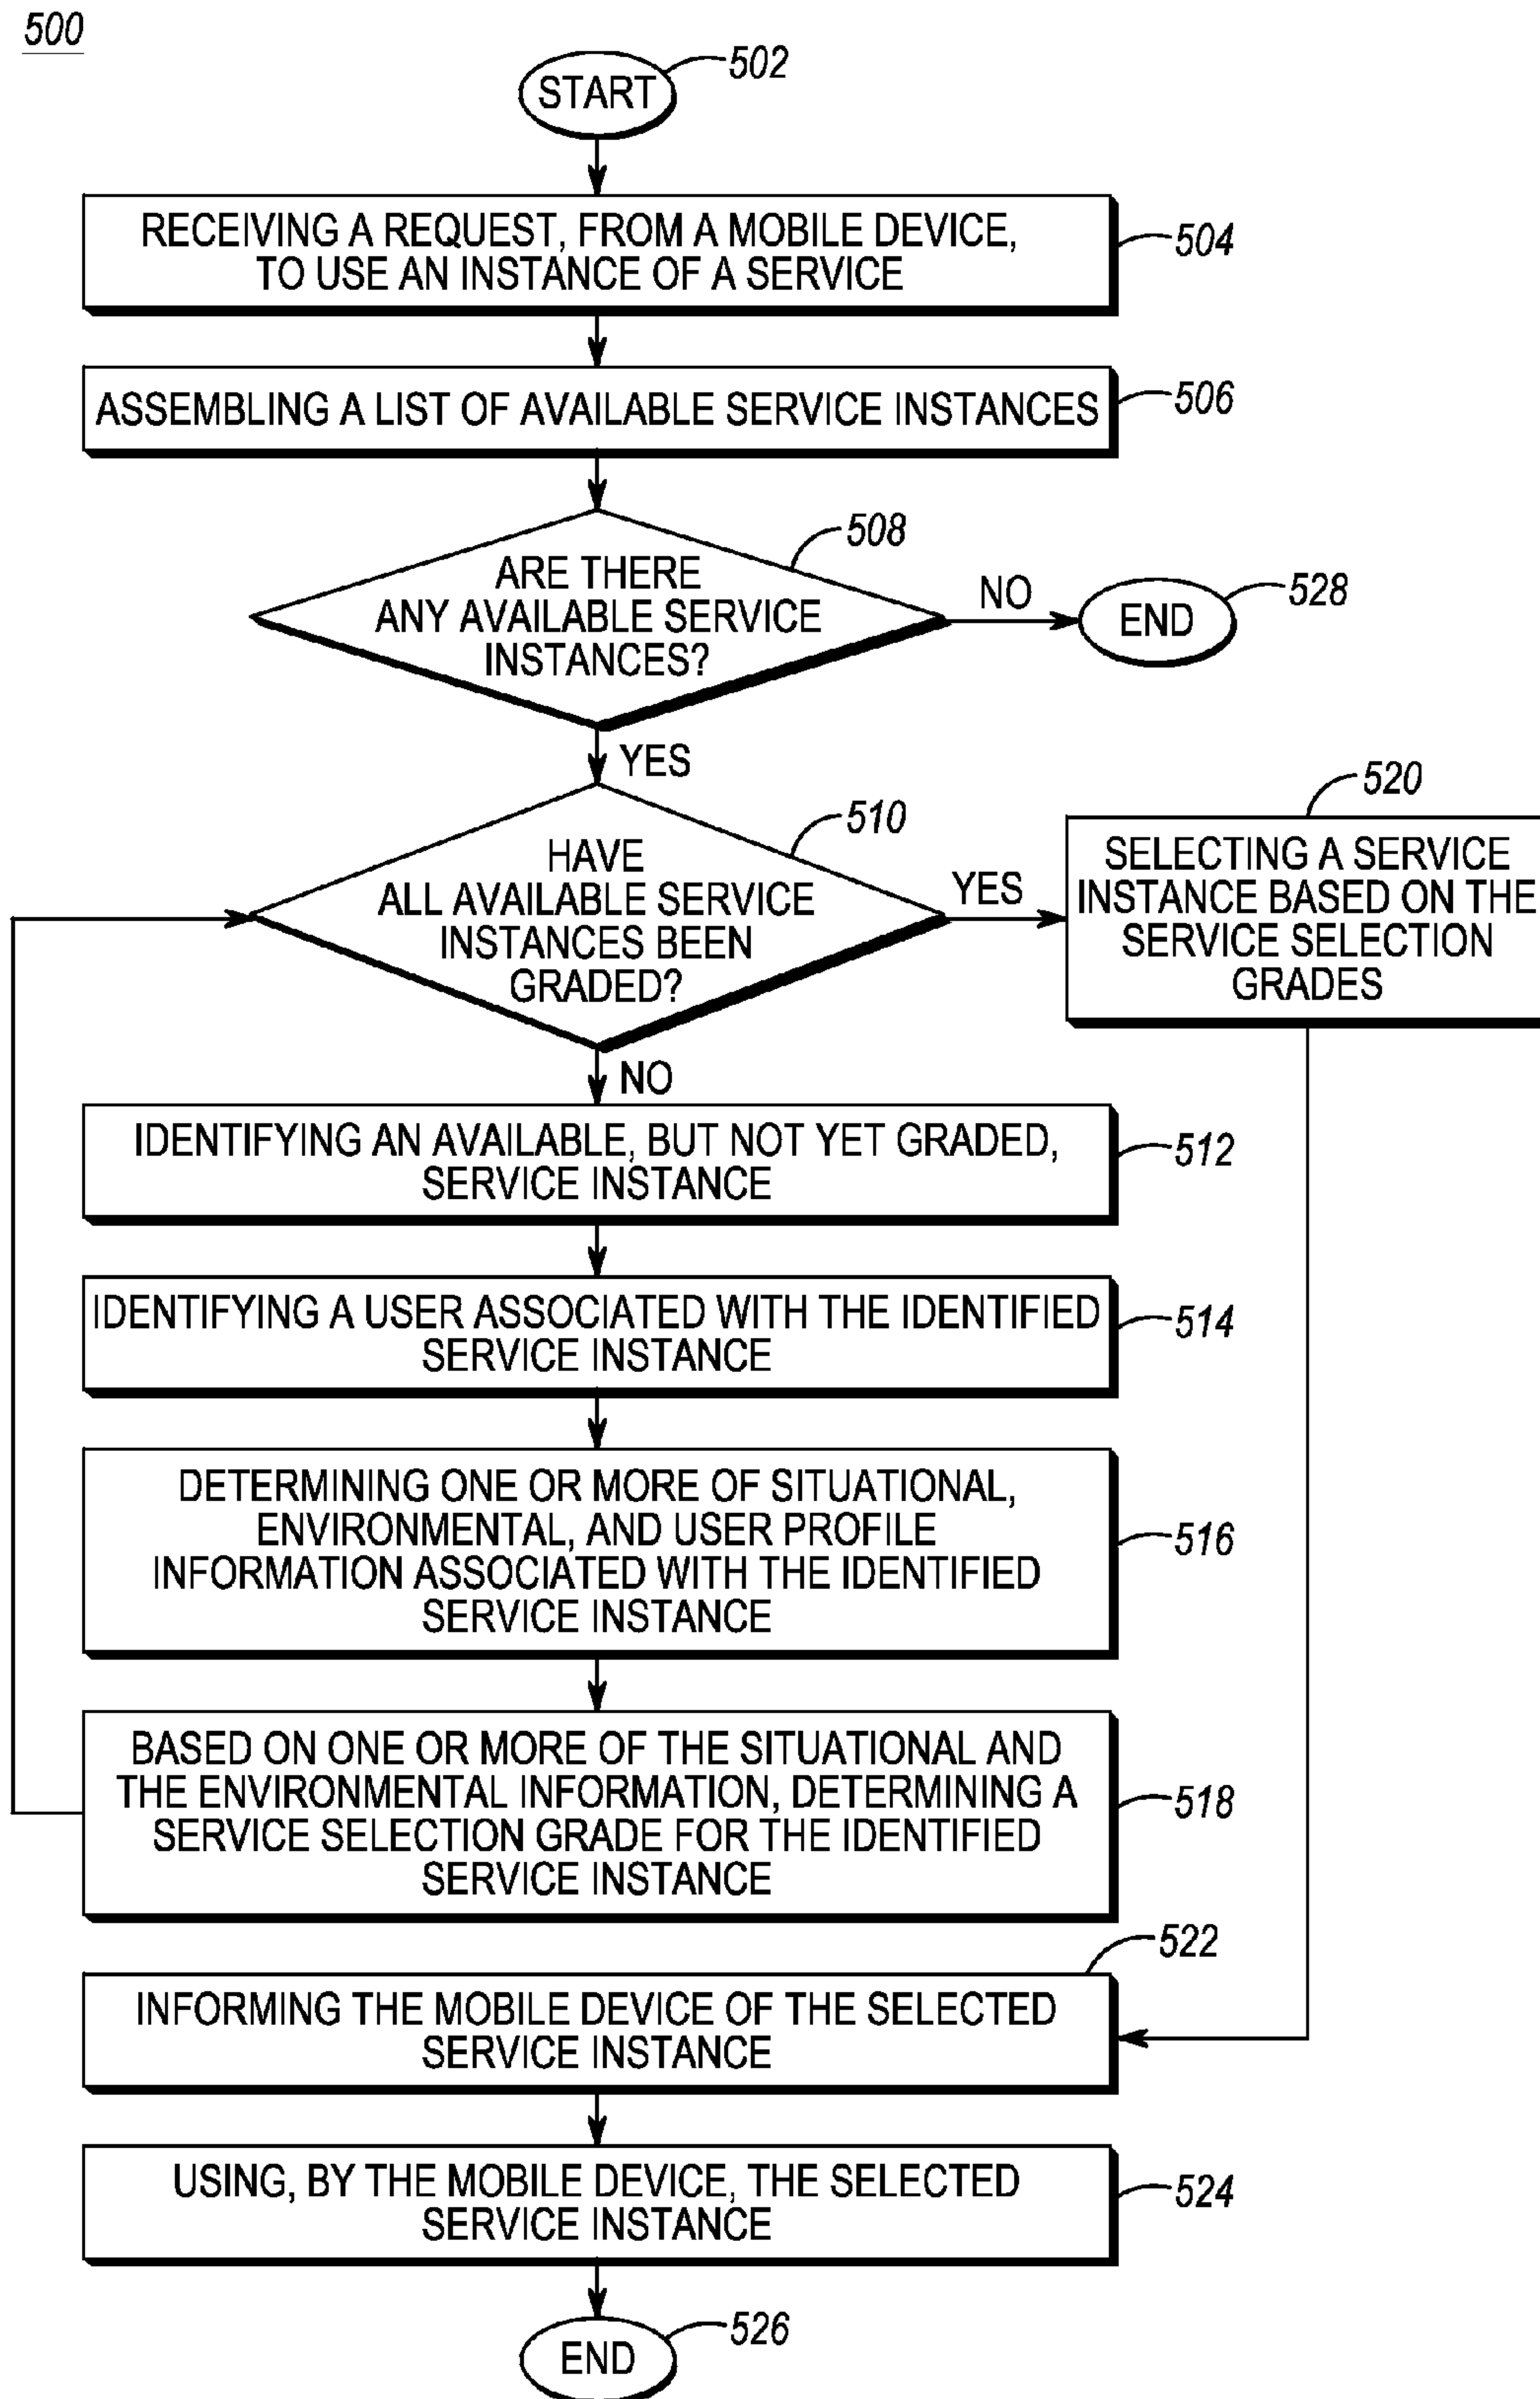 500
START
502
RECEIVING A REQUEST, FROM A MOBILE DEVICE,
TO USE AN INSTANCE OF A SERVICE
504
ASSEMBLING A LIST OF AVAILABLE SERVICE INSTANCES
506
ARE THERE
ANY AVAILABLE SERVICE
INSTANCES?
508
NO
END
528
YES
HAVE
ALL AVAILABLE SERVICE
INSTANCES BEEN
GRADED?
510
YES
520
SELECTING A SERVICE
INSTANCE BASED ON THE
SERVICE SELECTION
GRADES
NO
IDENTIFYING AN AVAILABLE, BUT NOT YET GRADED,
SERVICE INSTANCE
512
IDENTIFYING A USER ASSOCIATED WITH THE IDENTIFIED
SERVICE INSTANCE
514
DETERMINING ONE OR MORE OF SITUATIONAL,
ENVIRONMENTAL, AND USER PROFILE
INFORMATION ASSOCIATED WITH THE IDENTIFIED
SERVICE INSTANCE
516
BASED ON ONE OR MORE OF THE SITUATIONAL AND
THE ENVIRONMENTAL INFORMATION, DETERMINING A
SERVICE SELECTION GRADE FOR THE IDENTIFIED
SERVICE INSTANCE
518
522
INFORMING THE MOBILE DEVICE OF THE SELECTED
SERVICE INSTANCE
USING, BY THE MOBILE DEVICE, THE SELECTED
SERVICE INSTANCE
524
END
526